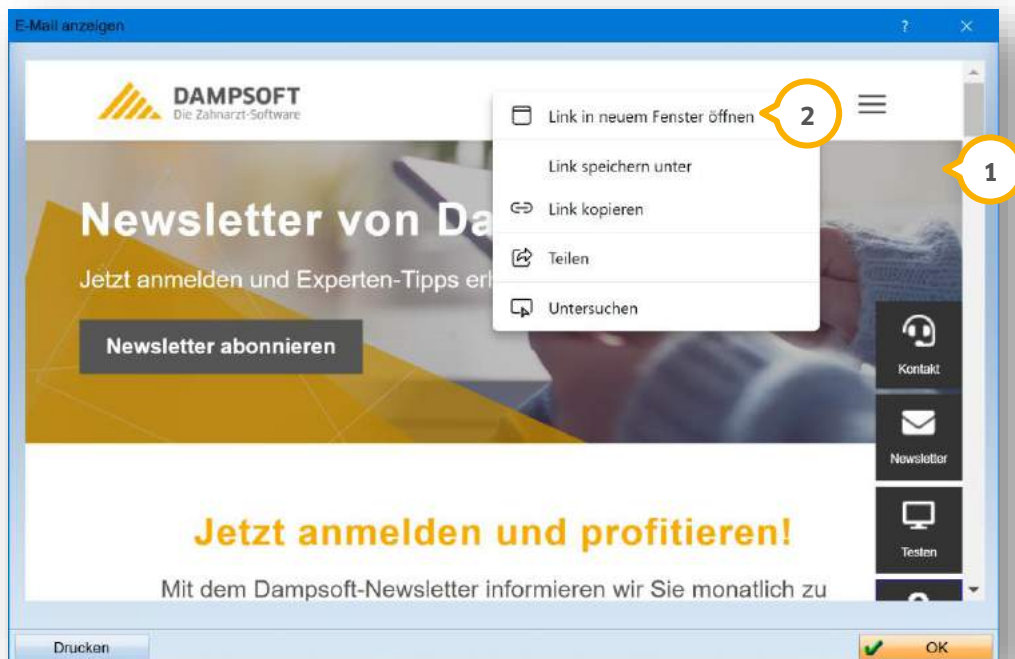 E-Mail anzeigen
?
DAMPSOFT
Die Zahnarzt-Software
Link in neuem Fenster öffnen
2
Link speichern unter
1
Link kopieren
Newsletter von Da
Teilen
Jetzt anmelden und Experten-Tipps erh
Untersuchen
Newsletter abonnieren
Kontakt
Newsletter
Jetzt anmelden und profitieren!
Testen
Mit dem Dampsoft-Newsletter informieren wir Sie monatlich zu
Drucken
OK